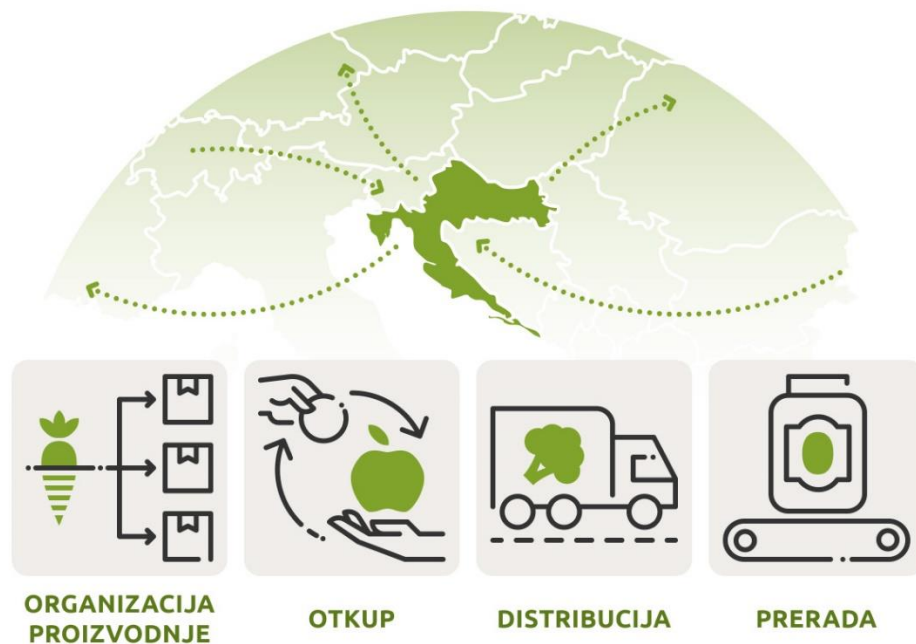 ORGANIZACIJA
PROIZVODNJE
OTKUP
DISTRIBUCIJA
PRERADA